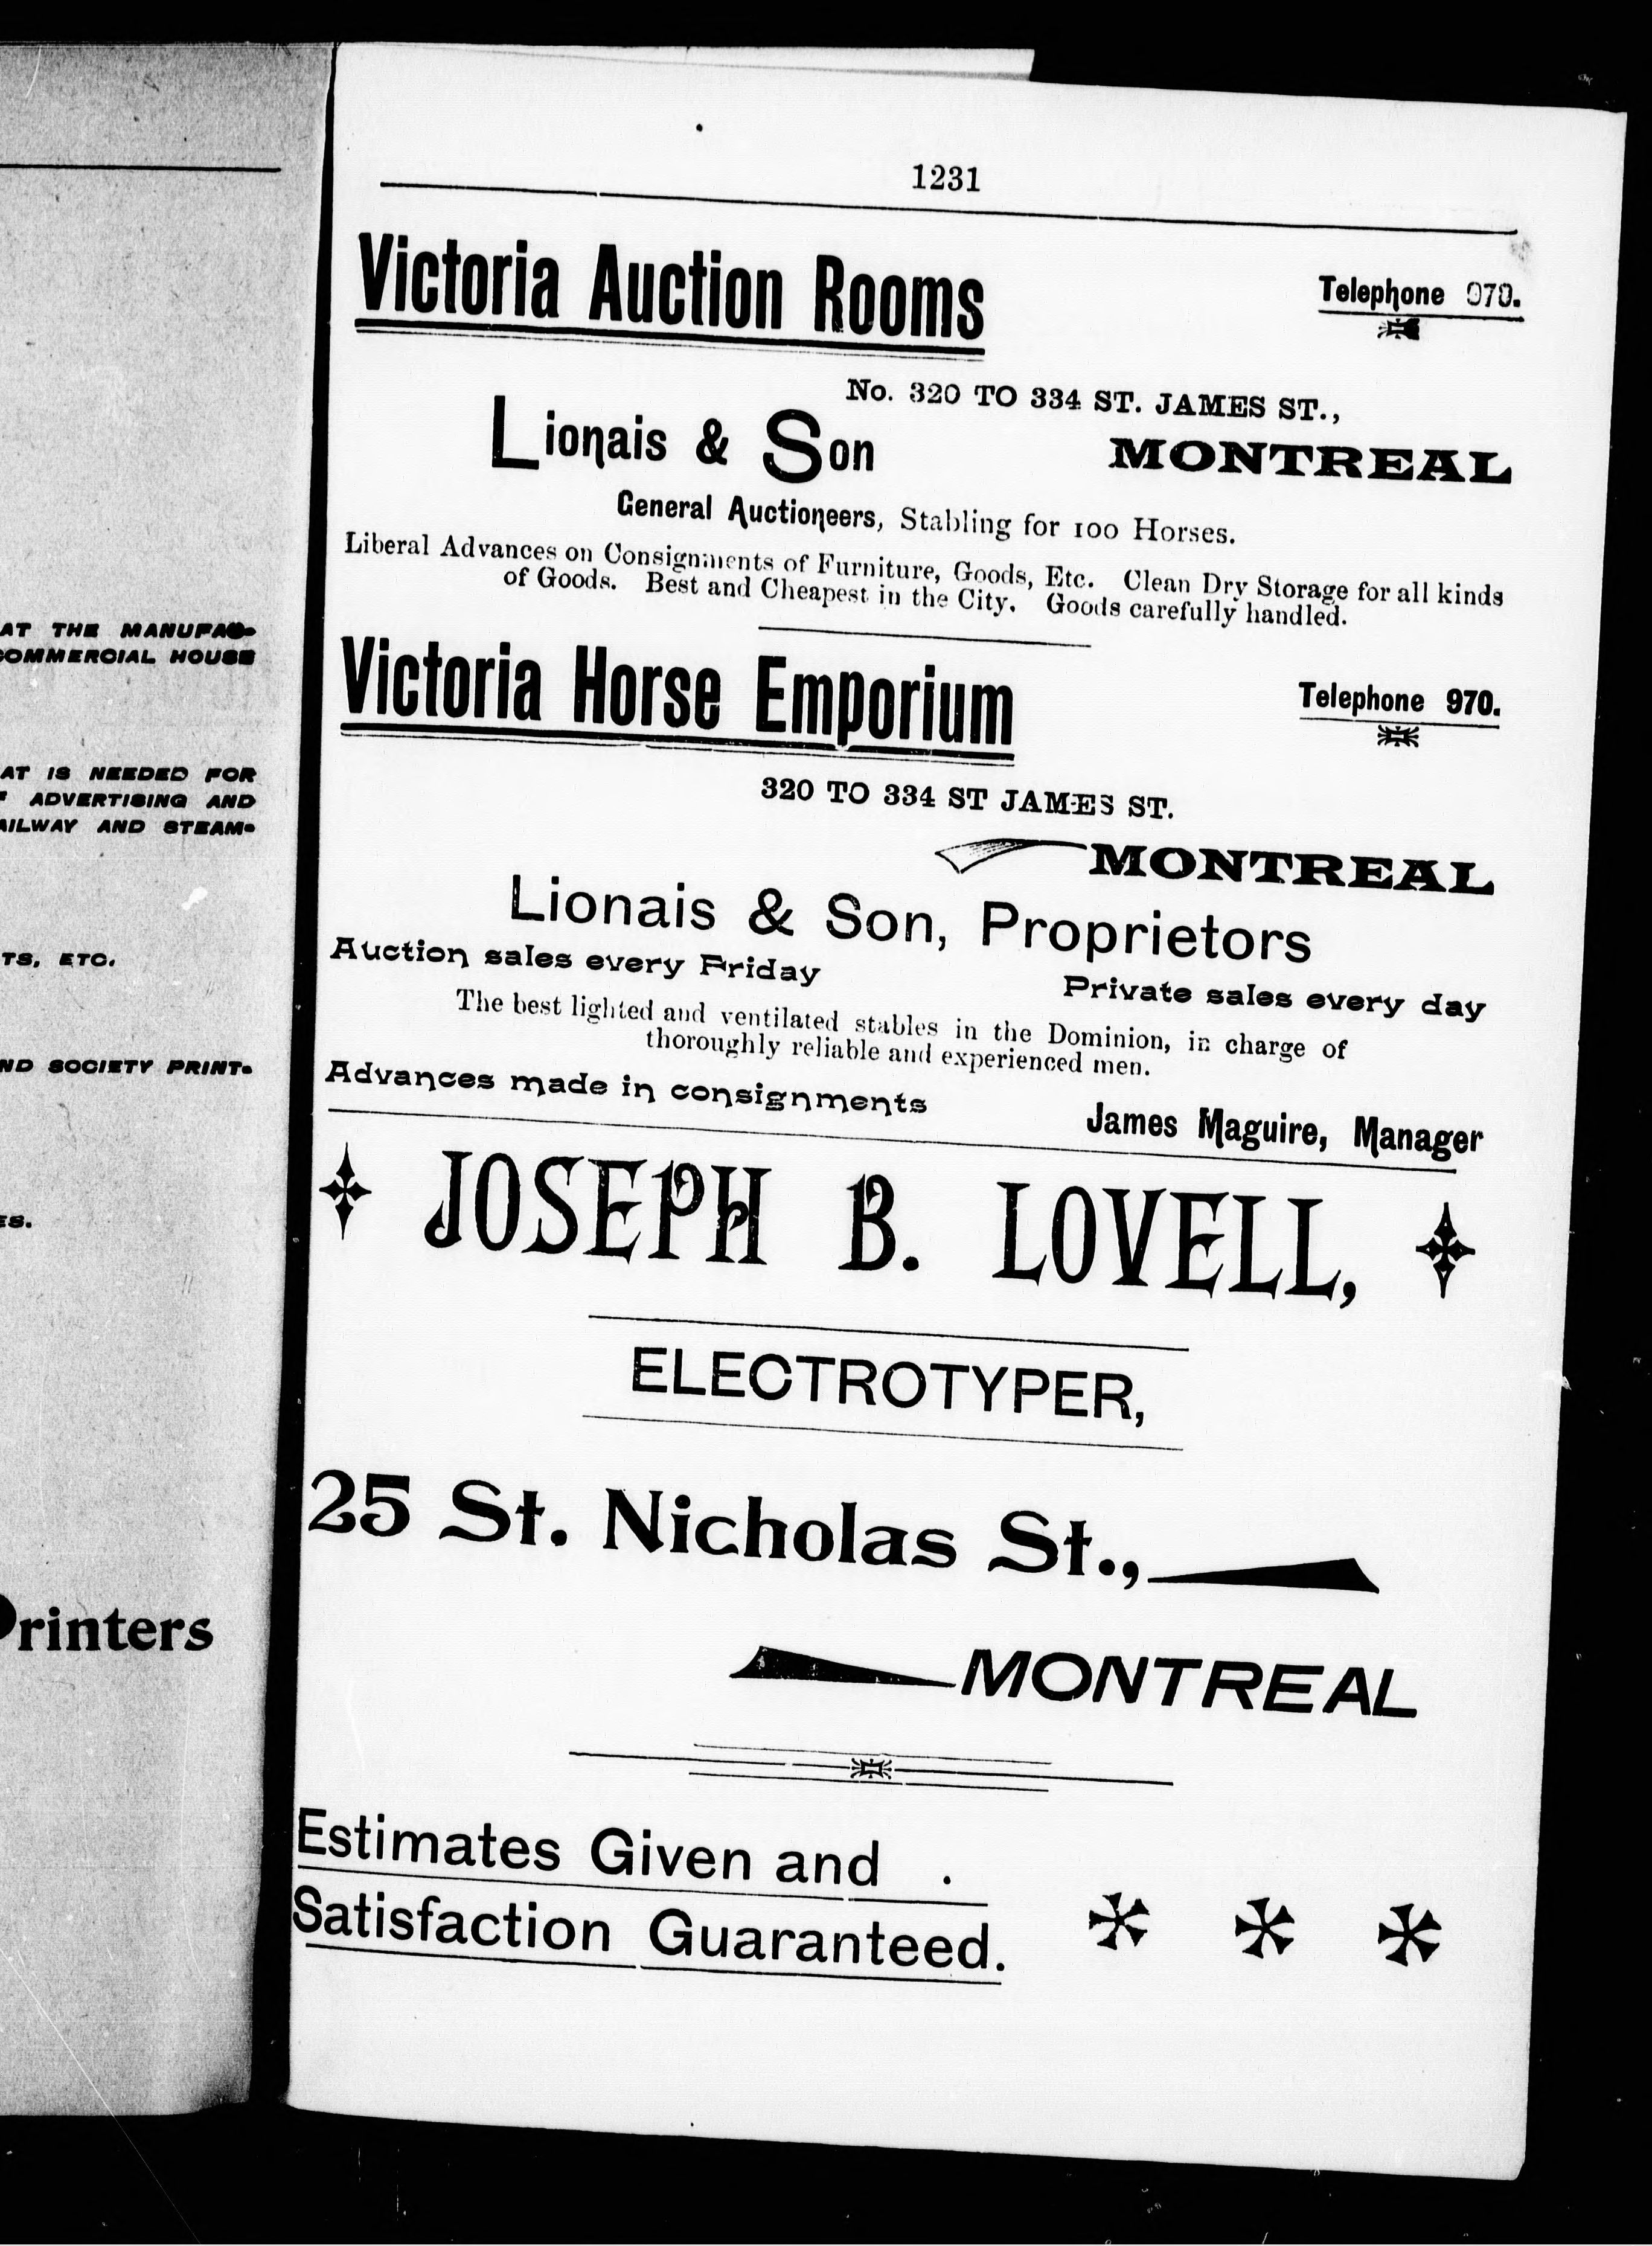 AT THE MANUFAC-
COMMERCIAL HOUSE
AT IS NEEDED FOR
ADVERTISING AND
AILWAY AND STEAM-
TS, ETC.
ND SOCIETY PRINT-
ES.
Printers
1231
Victoria Auction Rooms
Telephone 970.
No. 320 TO 334 ST. JAMES ST.,
Lionais & Son
MONTREAL
General Auctioneers, Stabling for 100 Horses.
Liberal Advances on Consignments of Furniture, Goods, Etc. Clean Dry Storage for all kinds
of Goods. Best and Cheapest in the City. Goods carefully handled.
Victoria Horse Emporium
Telephone 970.
320 TO 334 ST JAMES ST.
MONTREAL
Lionais & Son, Proprietors
Auction sales every Friday
Private sales every day
The best lighted and ventilated stables in the Dominion, in charge of
thoroughly reliable and experienced men.
Advances made in consignments
James Maguire, Manager
JOSEPH B. LOVELL,
ELECTROTYPER,
25 St. Nicholas St.,
MONTREAL
Estimates Given and .
Satisfaction Guaranteed.